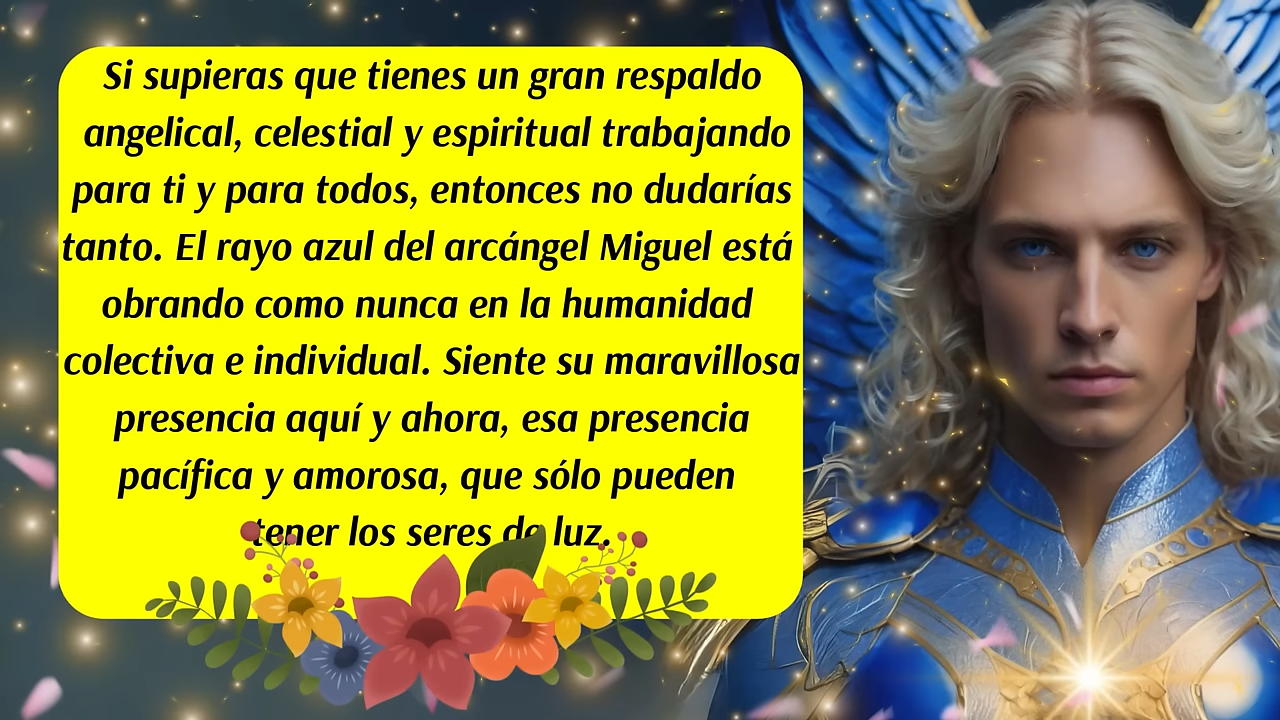 Si supieras que tienes un gran respaldo
angelical, celestial y espiritual trabajando
para ti y para todos, entonces no dudarías
tanto. El rayo azul del arcángel Miguel está
obrando como nunca en la humanidad
colectiva e individual. Siente su maravillosa
presencia aquí y ahora, esa presencia
pacífica y amorosa, que sólo pueden
tener los seres de luz.